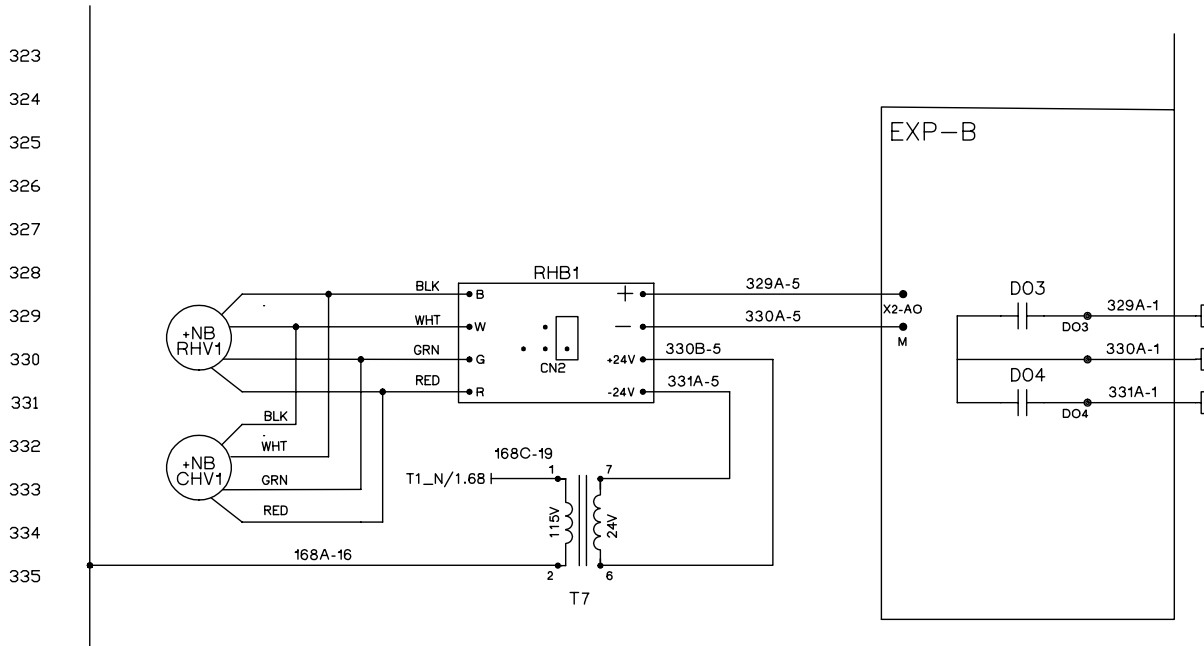 323
324
325
EXP-B
326
327
328
RHB1
BLK
B
+
329A-5
DO3
X2-AO
329
+NB
RHV1
WHT
W
-
330A-5
M
DO3
329A-1
330
GRN
G
CN2
+24V
330B-5
330A-1
RED
R
-24V
331A-5
DO4
331A-1
331
DO4
BLK
332
WHT
+NB
CHV1
168C-19
1
7
333
GRN
T1_N/1.68
RED
334
115V
24V
168A-16
335
2
6
T7